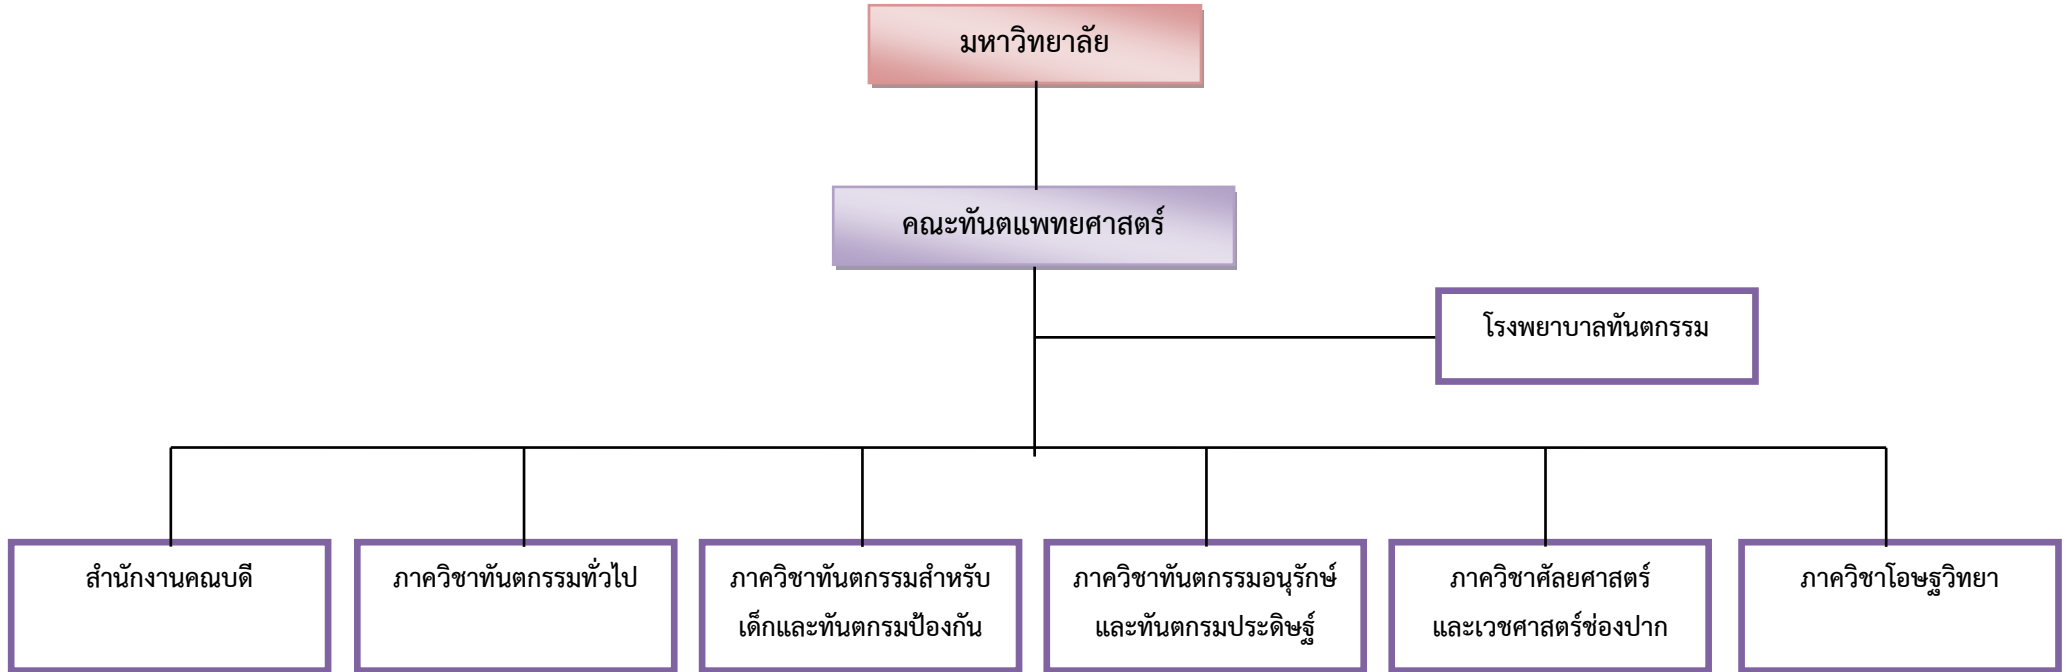 มหาวิทยาลัย
คณะทันตแพทยศาสตร์
โรงพยาบาลทันตกรรม
สำนักงานคณบดี
ภาควิชาทันตกรรมทั่วไป
ภาควิชาทันตกรรมสำหรับ
เด็กและทันตกรมป้องกัน
ภาควิชาทันตกรรมอนุรักษ์
และทันตกรมประดิษฐ์
ภาควิชาศัลยศาสตร์
และเวชศาสตร์ช่องปาก
ภาควิชาโอษฐวิทยา